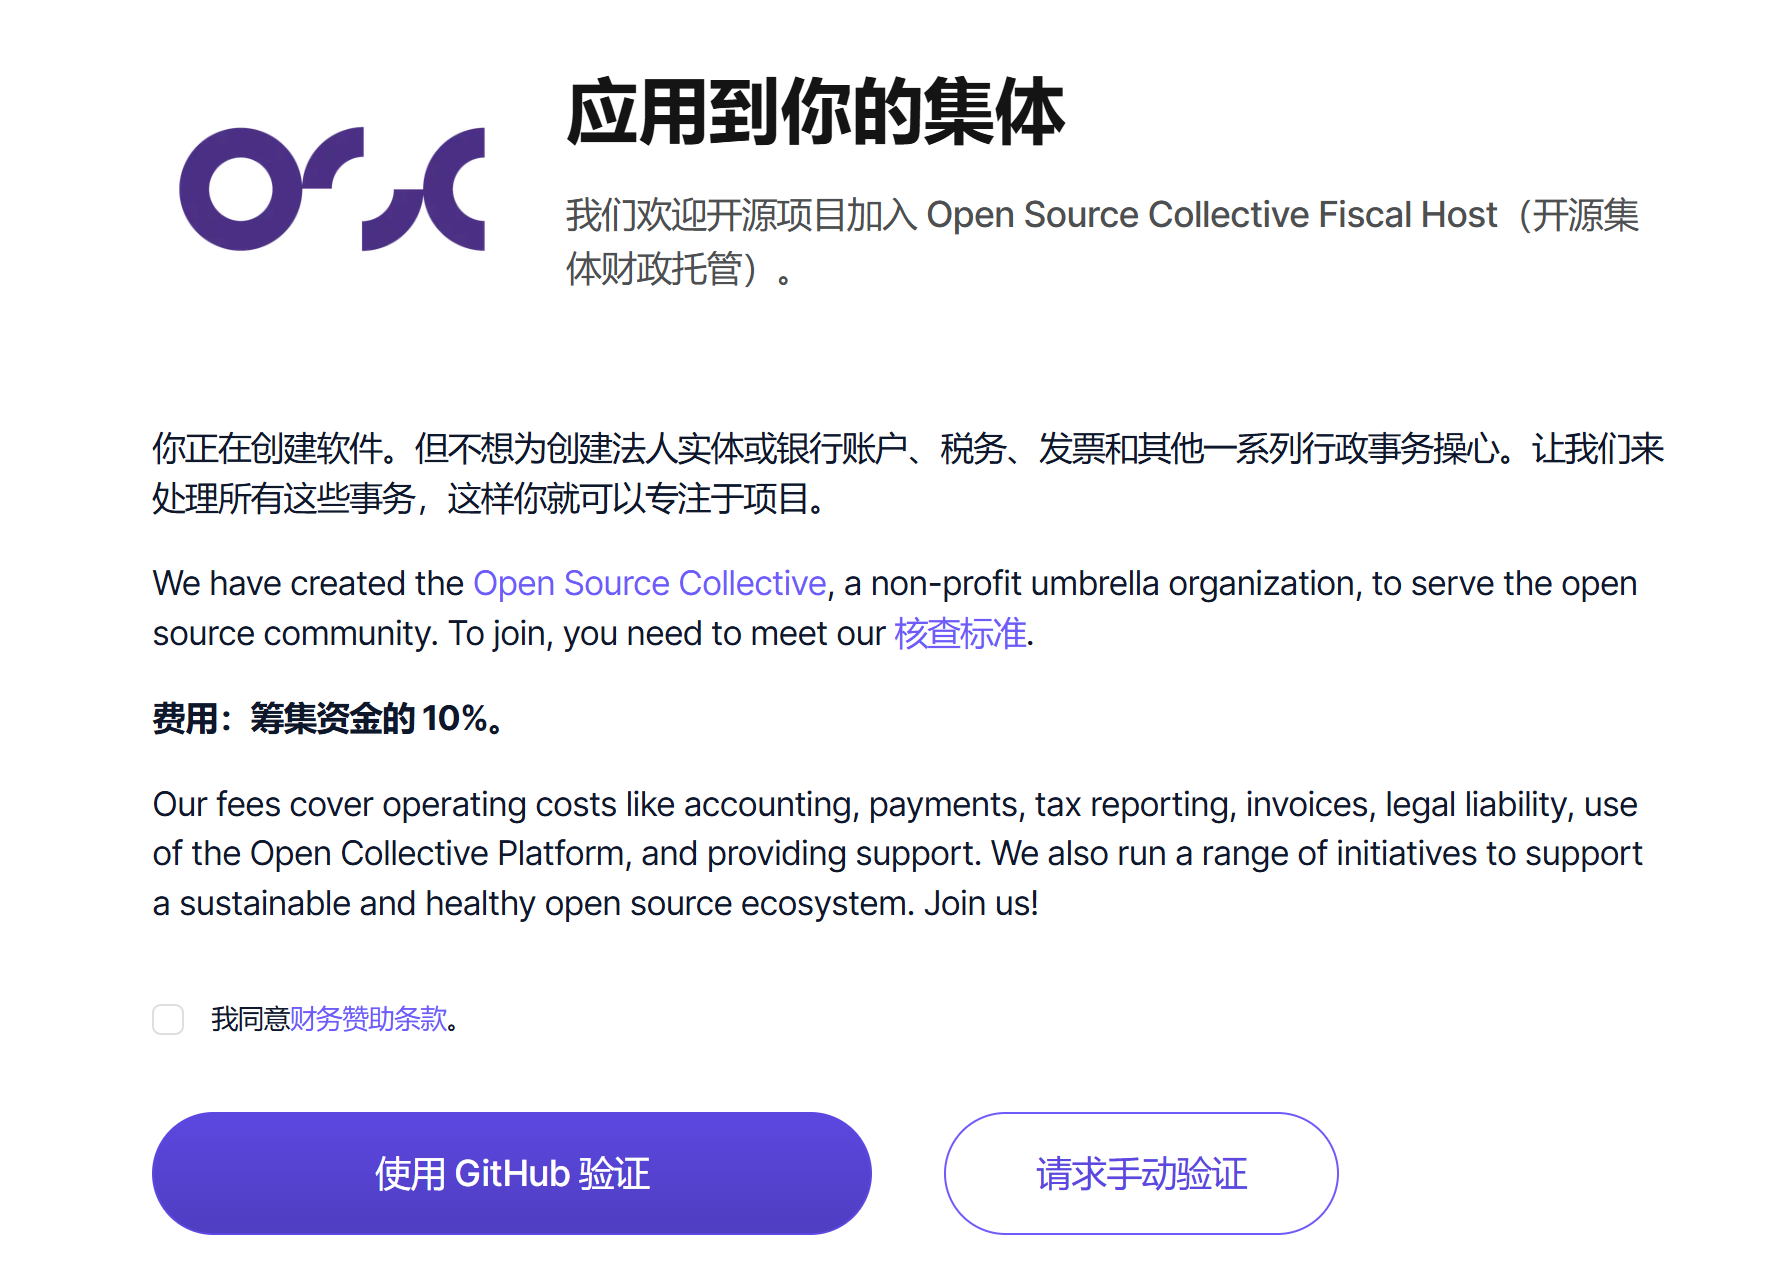 OSC
应用到你的集体
我们欢迎开源项目加入 Open Source Collective Fiscal Host（开源集
体财政托管）。
你正在创建软件。但不想为创建法人实体或银行账户、税务、发票和其他一系列行政事务操心。让我们来
处理所有这些事务，这样你就可以专注于项目。
We have created the Open Source Collective, a non-profit umbrella organization, to serve the open
source community. To join, you need to meet our 核查标准.
费用：筹集资金的 10%。
Our fees cover operating costs like accounting, payments, tax reporting, invoices, legal liability, use
of the Open Collective Platform, and providing support. We also run a range of initiatives to support
a sustainable and healthy open source ecosystem. Join us!
我同意财务赞助条款。
使用 GitHub 验证
请求手动验证